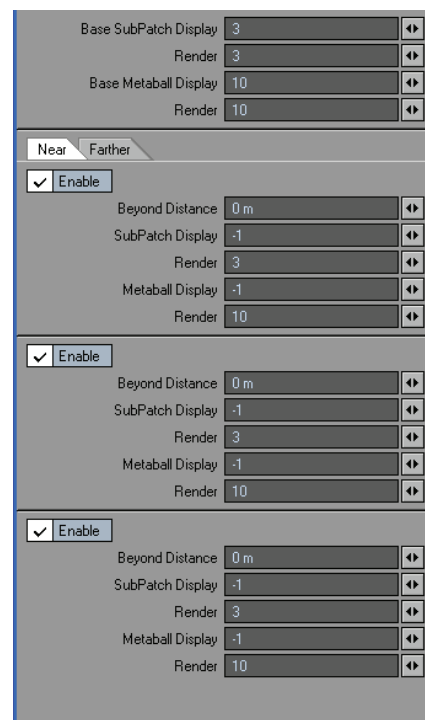 Base SubPatch Display 3
Render 3
Base Metaball Display 10
Render 10
Near Farther
Enable
Beyond Distance 0 m
SubPatch Display -1
Render 3
Metaball Display -1
Render 10
Enable
Beyond Distance 0 m
SubPatch Display -1
Render 3
Metaball Display -1
Render 10
Enable
Beyond Distance 0 m
SubPatch Display -1
Render 3
Metaball Display -1
Render 10